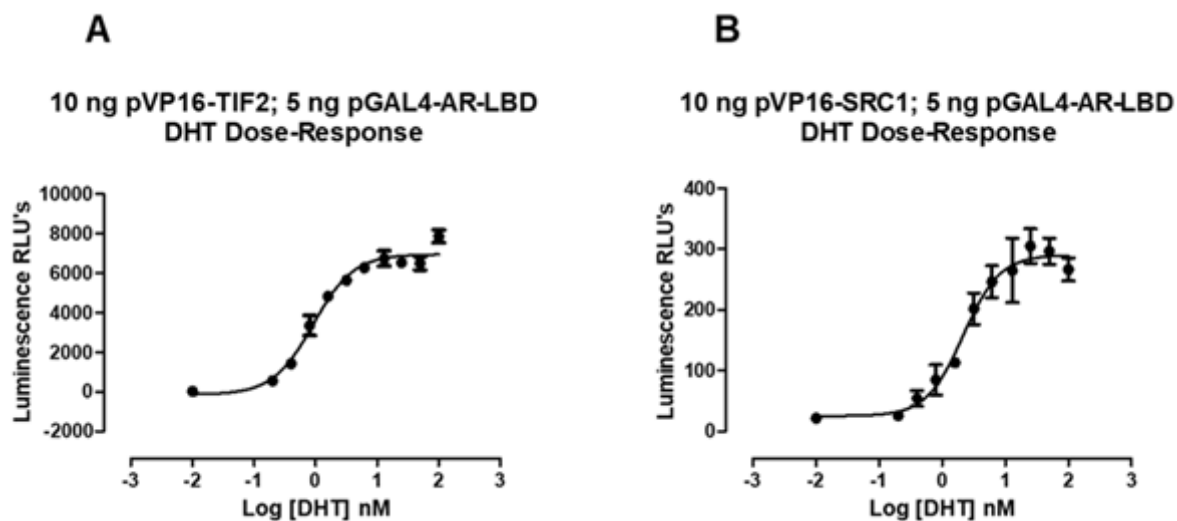 A
10 ng pVP16-TIF2; 5 ng pGAL4-AR-LBD
DHT Dose-Response
Luminescence RLU's
10000
8000
6000
4000
2000
0
-2000
-3 -2 -1 0 1 2 3
Log [DHT] nM
B
10 ng pVP16-SRC1; 5 ng pGAL4-AR-LBD
DHT Dose-Response
Luminescence RLU's
400
300
200
100
0
-3 -2 -1 0 1 2 3
Log [DHT] nM